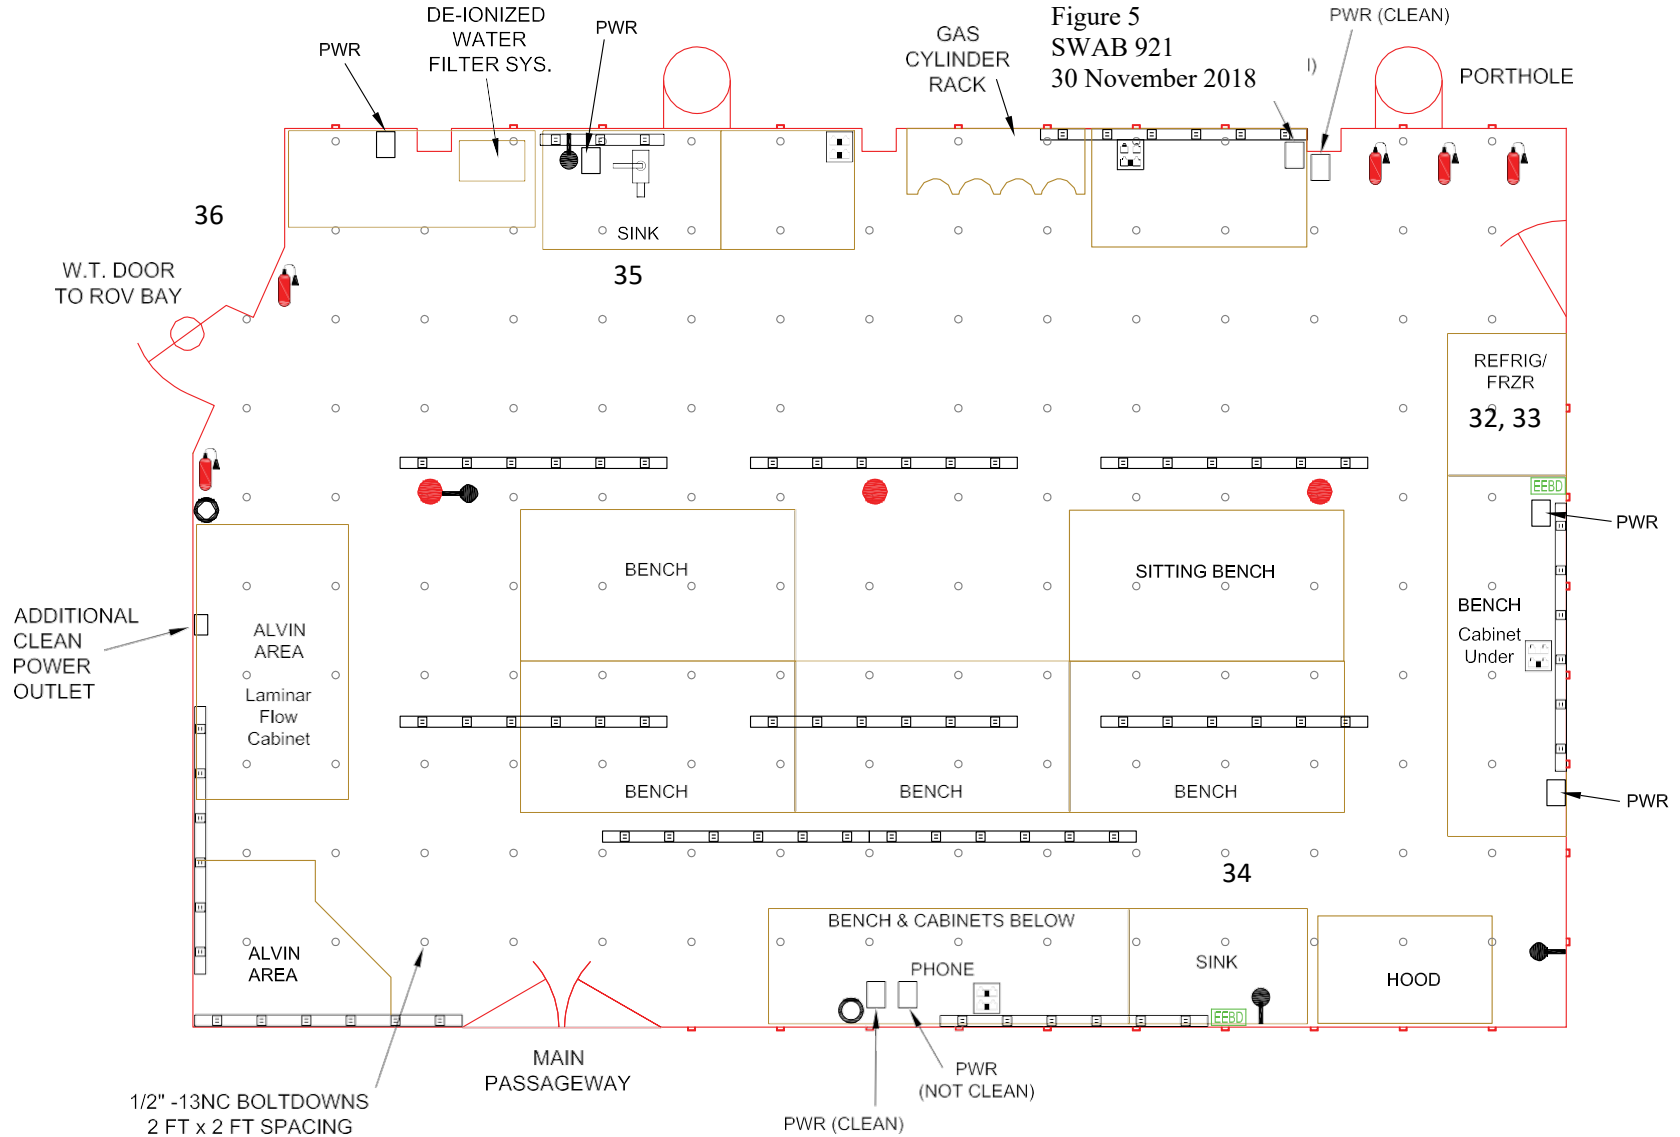 DE-IONIZED
WATER
FILTER SYS.
PWR
PWR
GAS
CYLINDER
RACK
Figure 5
SWAB 921
30 November 2018
PWR (CLEAN)
PORTHOLE
36
SINK
35
W.T. DOOR
TO ROV BAY
REFRIG/
FRZR
32, 33
EEBD
PWR
BENCH
SITTING BENCH
BENCH
Cabinet
Under
ADDITIONAL
CLEAN
POWER
OUTLET
ALVIN
AREA
Laminar
Flow
Cabinet
BENCH
BENCH
BENCH
PWR
34
BENCH & CABINETS BELOW
PHONE
SINK
HOOD
ALVIN
AREA
EEBD
MAIN
PASSAGEWAY
PWR
(NOT CLEAN)
PWR (CLEAN)
1/2" -13NC BOLTDOWNS
2 FT x 2 FT SPACING